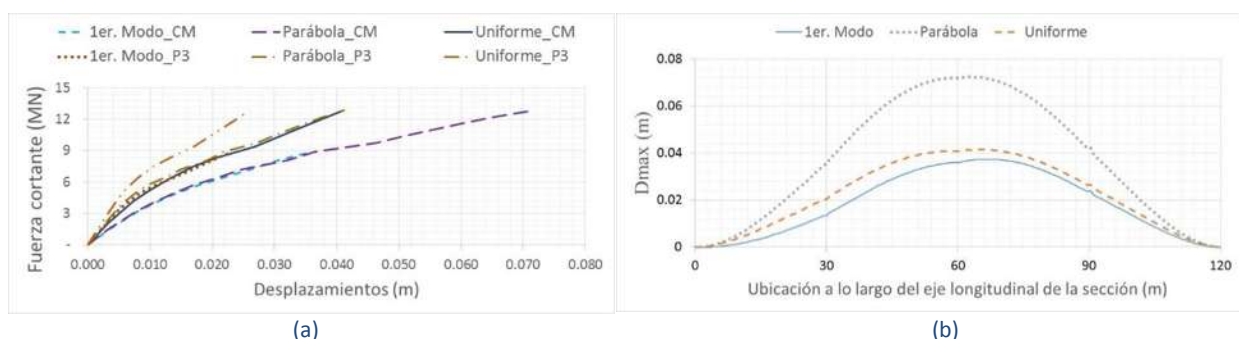 1er. Modo_CM Parábola_CM Uniforme_CM
1er. Modo_P3 Parábola_P3 Uniforme_P3
Fuerza cortante (MN)
15
12
9
6
3
-
0.000 0.010 0.020 0.030 0.040 0.050 0.060 0.070 0.080
Desplazamientos (m)
(a)
1er. Modo Parábola Uniforme
Dmax (m)
0.08
0.06
0.04
0.02
0
0 30 60 90 120
Ubicación a lo largo del eje longitudinal de la sección (m)
(b)